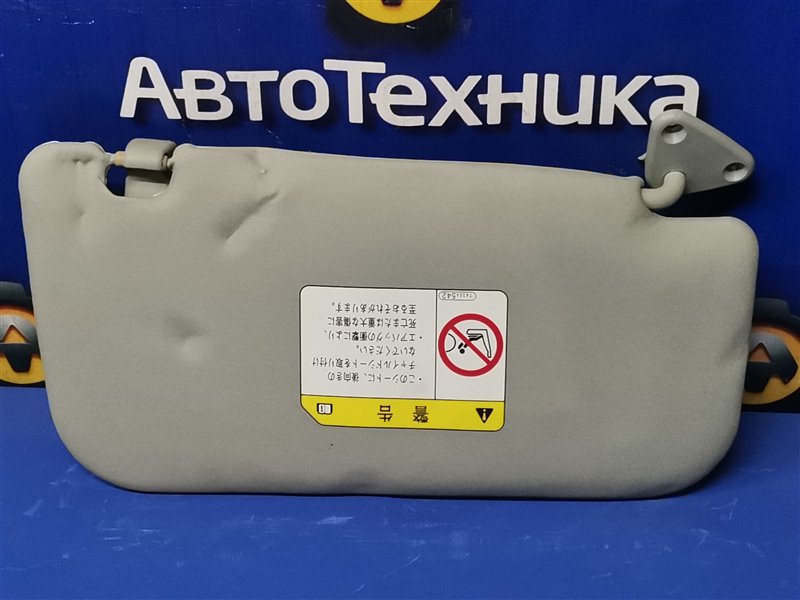 АвтоТехника
警告
・このシートに、後向きの
チャイルドシートを取り付け
ないでください。
・エアバッグの衝撃により、
死亡または重大な傷害に
至るおそれがあります。